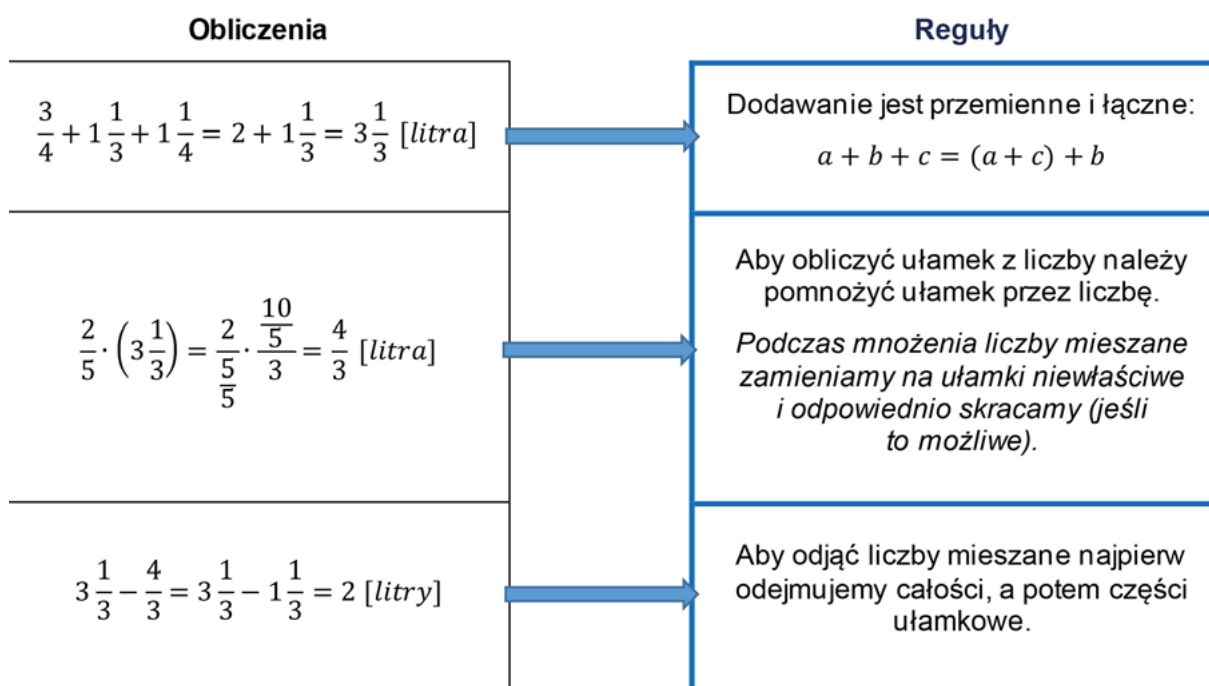 Obliczenia
Reguły
3/4 + 1 1/3 + 1 1/4 = 2 + 1 1/3 = 3 1/3 [litra]
Dodawanie jest przemienne i łączne:
a + b + c = (a + c) + b
2/5 · (3 1/3) = 2/(5/5) · (10/5)/3 = 4/3 [litra]
Aby obliczyć ułamek z liczby należy
pomnożyć ułamek przez liczbę.
Podczas mnożenia liczby mieszane
zamieniamy na ułamki niewłaściwe
i odpowiednio skracamy (jeśli
to możliwe).
3 1/3 − 4/3 = 3 1/3 − 1 1/3 = 2 [litry]
Aby odjąć liczby mieszane najpierw
odejmujemy całości, a potem części
ułamkowe.